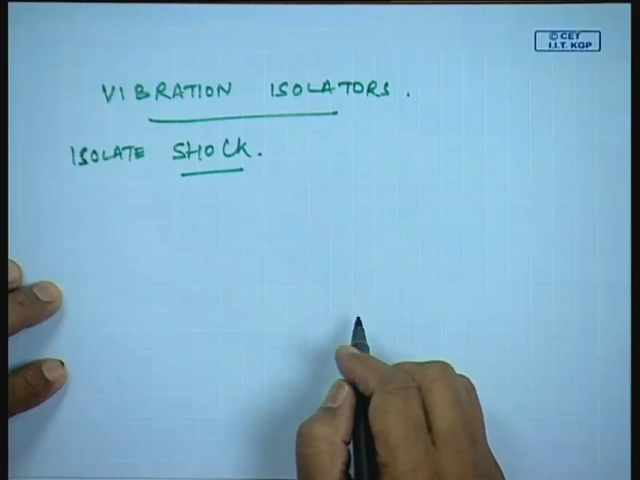 © CET
I.I.T. KGP
VIBRATION ISOLATORS.
ISOLATE SHOCK.